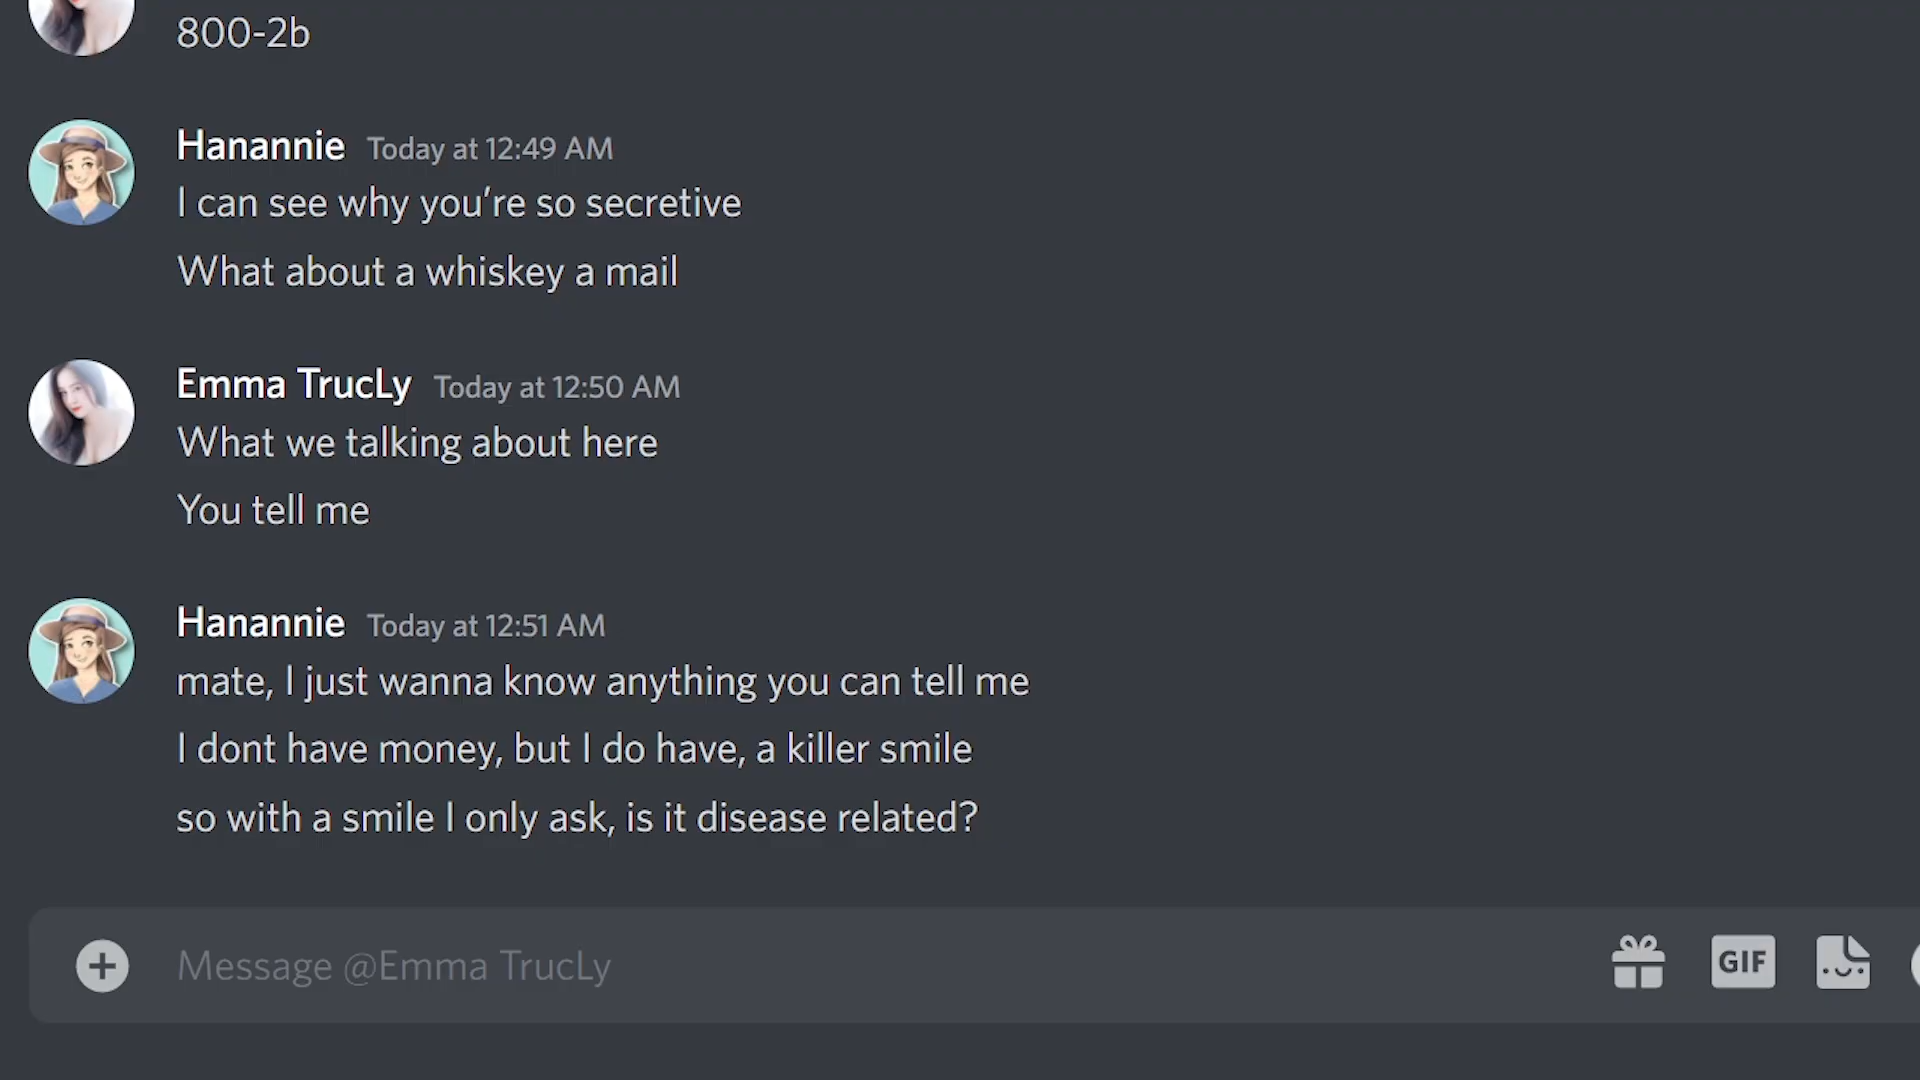 800-2b
Hanannie Today at 12:49 AM
I can see why you're so secretive
What about a whiskey a mail
Emma TrucLy Today at 12:50 AM
What we talking about here
You tell me
Hanannie Today at 12:51 AM
mate, I just wanna know anything you can tell me
I dont have money, but I do have, a killer smile
so with a smile I only ask, is it disease related?
Message @Emma TrucLy
GIF